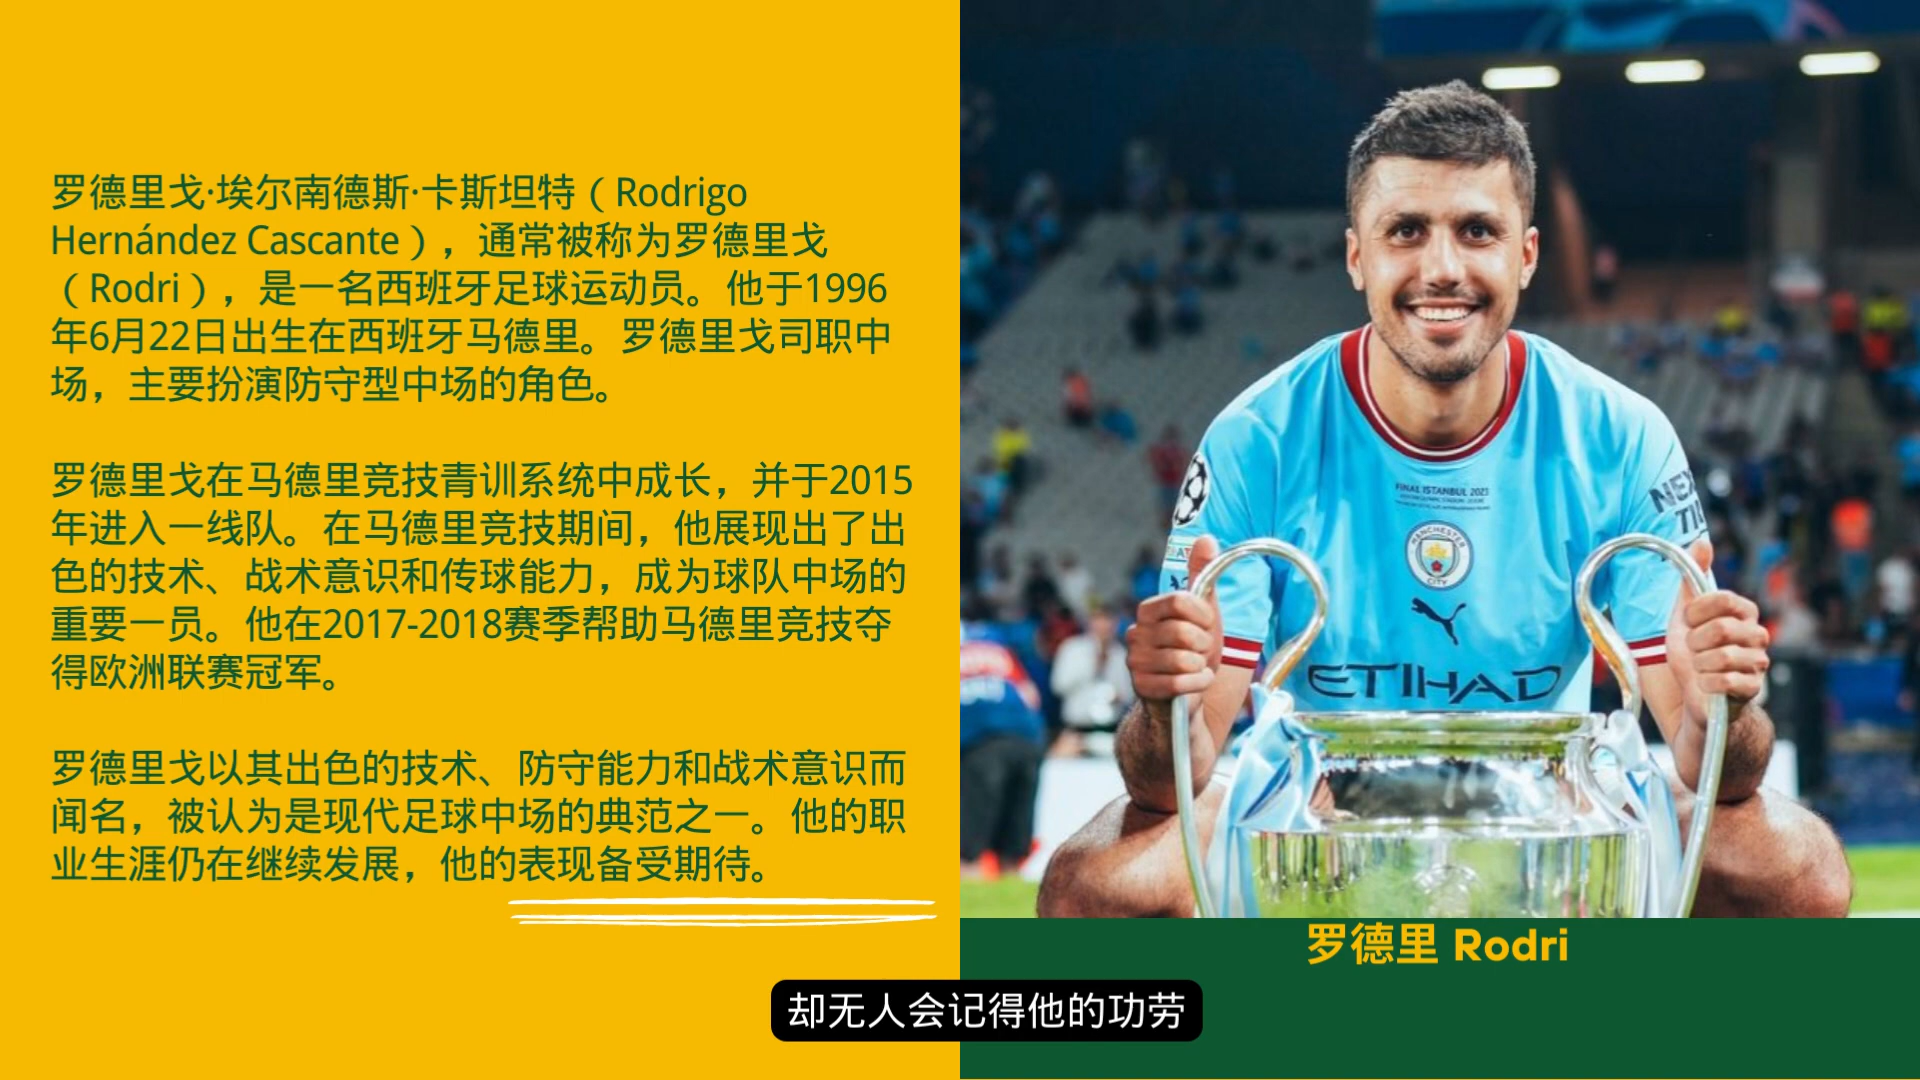 罗德里戈·埃尔南德斯·卡斯坦特（Rodrigo
Hernández Cascante），通常被称为罗德里戈
（Rodri），是一名西班牙足球运动员。他于1996
年6月22日出生在西班牙马德里。罗德里戈司职中
场，主要扮演防守型中场的角色。
罗德里戈在马德里竞技青训系统中成长，并于2015
年进入一线队。在马德里竞技期间，他展现出了出
色的技术、战术意识和传球能力，成为球队中场的
重要一员。他在2017-2018赛季帮助马德里竞技夺
得欧洲联赛冠军。
罗德里戈以其出色的技术、防守能力和战术意识而
闻名，被认为是现代足球中场的典范之一。他的职
业生涯仍在继续发展，他的表现备受期待。
FINAL ISTANBUL 2023
MANCHESTER
CITY
ETIHAD
罗德里 Rodri
却无人会记得他的功劳